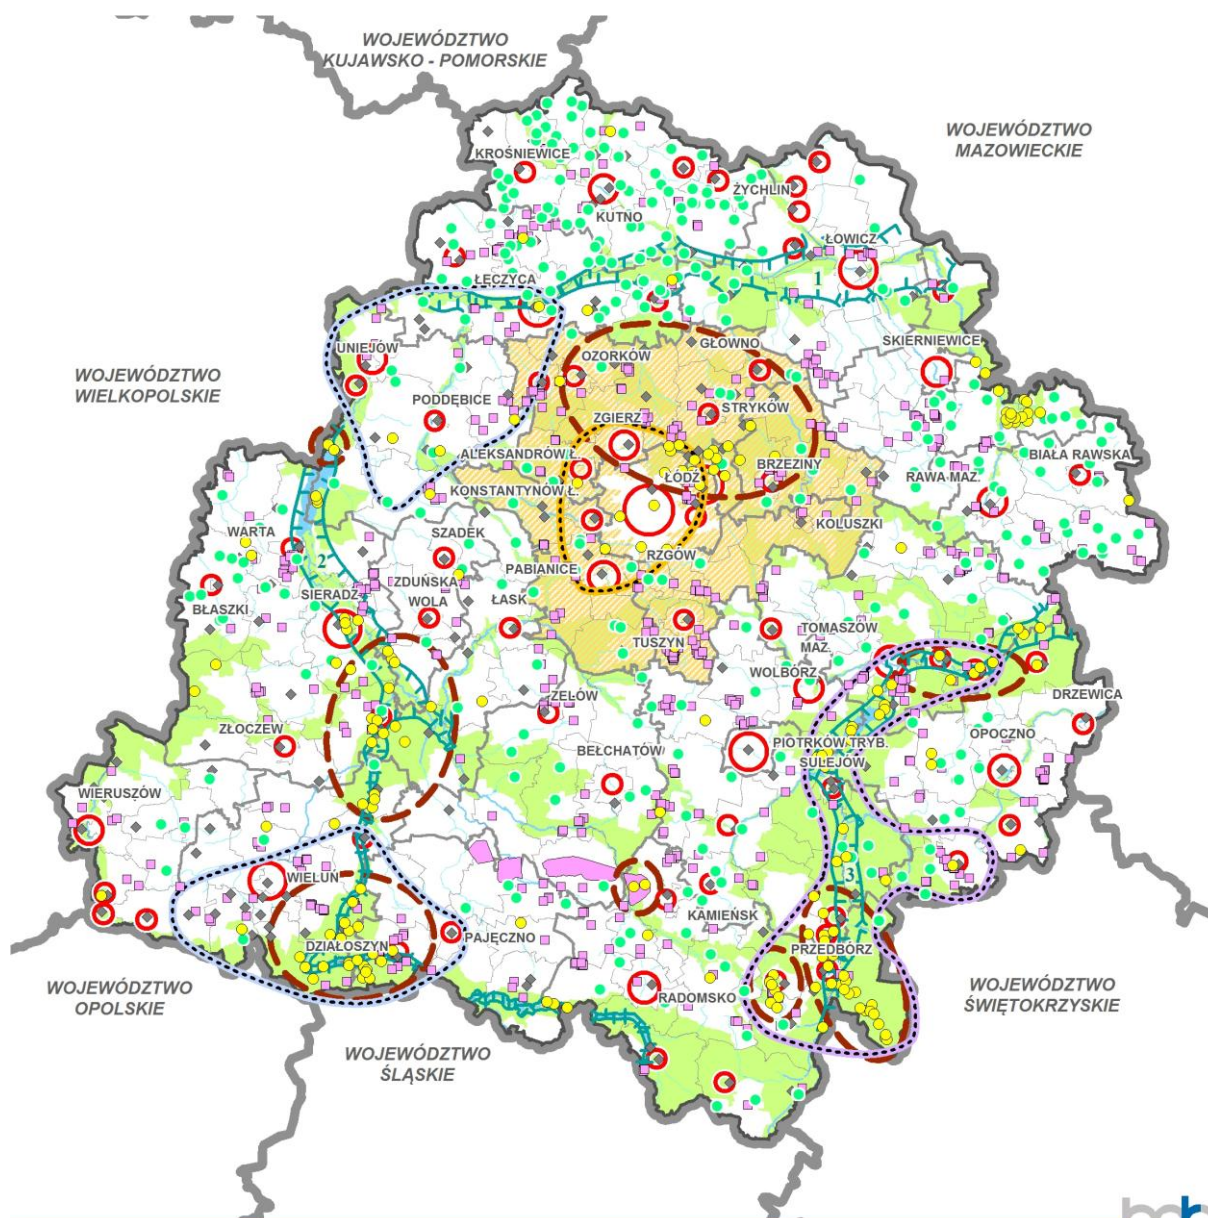 WOJEWÓDZTWO
KUJAWSKO - POMORSKIE
WOJEWÓDZTWO
MAZOWIECKIE
KROŚNIEWICE
ŻYCHLIN
KUTNO
ŁOWICZ
1
ŁĘCZYCA
GŁOWNO
SKIERNIEWICE
UNIEJÓW
OZORKÓW
WOJEWÓDZTWO
WIELKOPOLSKIE
PODDĘBICE
STRYKÓW
ZGIERZ
ALEKSANDRÓW Ł.
BIAŁA RAWSKA
BRZEZINY
ŁÓDŹ
RAWA MAZ.
KONSTANTYNÓW Ł.
KOLUSZKI
WARTA
SZADEK
RZGÓW
2
PABIANICE
ZDUŃSKA
WOLA
SIERADZ
ŁASK
BŁASZKI
TOMASZÓW
MAZ.
TUSZYN
WOLBÓRZ
DRZEWICA
ZELÓW
ZŁOCZEW
OPOCZNO
PIOTRKÓW TRYB.
BEŁCHATÓW
SULEJÓW
WIERUSZÓW
WIELUŃ
3
KAMIEŃSK
PAJĘCZNO
DZIAŁOSZYN
PRZEDBÓRZ
WOJEWÓDZTWO
OPOLSKIE
WOJEWÓDZTWO
ŚWIĘTOKRZYSKIE
RADOMSKO
WOJEWÓDZTWO
ŚLĄSKIE